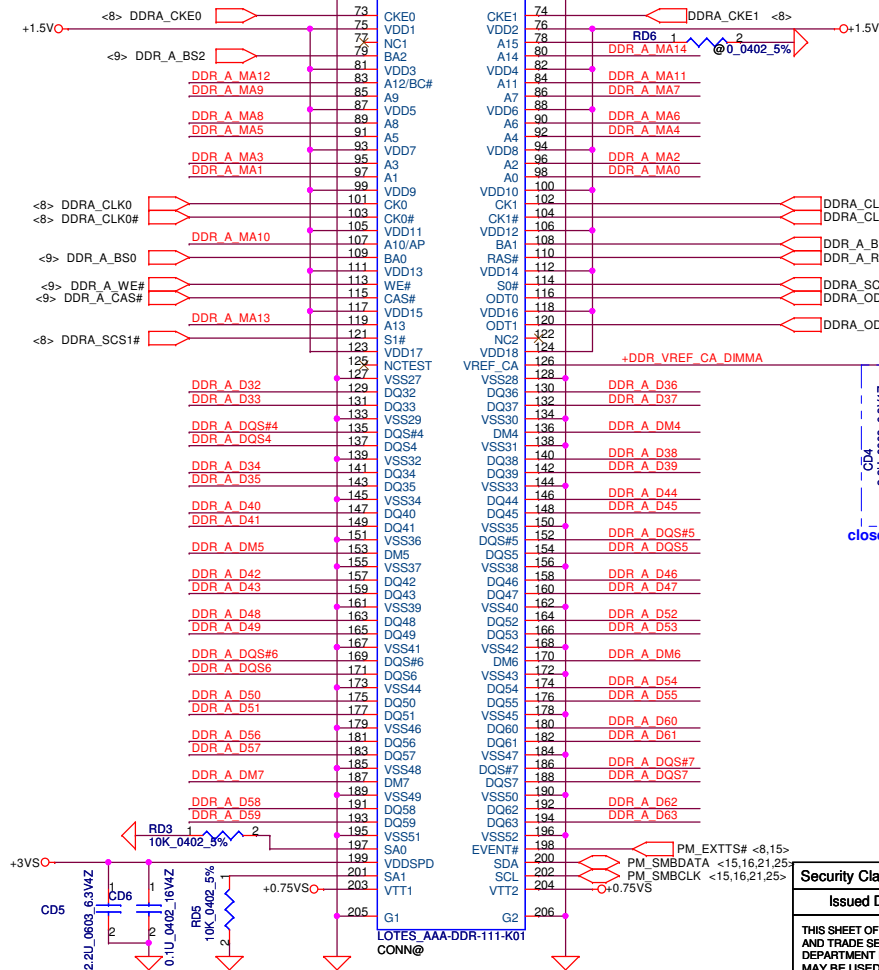 <8> DDRA_CKE0 73 CKE0 CKE1 74 DDRA_CKE1 <8>
+1.5V 75 VDD1 VDD2 76 +1.5V
77 NC1 A15 78 RD6 1 2 @0_0402_5%
<9> DDR_A_BS2 79 BA2 A14 80 DDR_A_MA14
81 VDD3 VDD4 82
DDR_A_MA12 83 A12/BC# A11 84 DDR_A_MA11
DDR_A_MA9 85 A9 A7 86 DDR_A_MA7
87 VDD5 VDD6 88
DDR_A_MA8 89 A8 A6 90 DDR_A_MA6
DDR_A_MA5 91 A5 A4 92 DDR_A_MA4
93 VDD7 VDD8 94
DDR_A_MA3 95 A3 A2 96 DDR_A_MA2
DDR_A_MA1 97 A1 A0 98 DDR_A_MA0
99 VDD9 VDD10 100
<8> DDRA_CLK0 101 CK0 CK1 102 DDRA_CL
<8> DDRA_CLK0# 103 CK0# CK1# 104 DDRA_CL
105 VDD11 VDD12 106
DDR_A_MA10 107 A10/AP BA1 108 DDR_A_B
<9> DDR_A_BS0 109 BA0 RAS# 110 DDR_A_R
111 VDD13 VDD14 112
<9> DDR_A_WE# 113 WE# S0# 114 DDRA_SC
<9> DDR_A_CAS# 115 CAS# ODT0 116 DDRA_OD
117 VDD15 VDD16 118
DDR_A_MA13 119 A13 ODT1 120 DDRA_OD
<8> DDRA_SCS1# 121 S1# NC2 122
123 VDD17 VDD18 124
125 NCTEST VREF_CA 126 +DDR_VREF_CA_DIMMA
127 VSS27 VSS28 128
DDR_A_D32 129 DQ32 DQ36 130 DDR_A_D36
DDR_A_D33 131 DQ33 DQ37 132 DDR_A_D37
133 VSS29 VSS30 134
DDR_A_DQS#4 135 DQS#4 DM4 136 DDR_A_DM4
DDR_A_DQS4 137 DQS4 VSS31 138
139 VSS32 DQ38 140 DDR_A_D38
DDR_A_D34 141 DQ34 DQ39 142 DDR_A_D39
DDR_A_D35 143 DQ35 VSS33 144
145 VSS34 DQ44 146 DDR_A_D44
DDR_A_D40 147 DQ40 DQ45 148 DDR_A_D45
DDR_A_D41 149 DQ41 VSS35 150
151 VSS36 DQS#5 152 DDR_A_DQS#5
DDR_A_DM5 153 DM5 DQS5 154 DDR_A_DQS5
155 VSS37 VSS38 156
DDR_A_D42 157 DQ42 DQ46 158 DDR_A_D46
DDR_A_D43 159 DQ43 DQ47 160 DDR_A_D47
161 VSS39 VSS40 162
DDR_A_D48 163 DQ48 DQ52 164 DDR_A_D52
DDR_A_D49 165 DQ49 DQ53 166 DDR_A_D53
167 VSS41 VSS42 168
DDR_A_DQS#6 169 DQS#6 DM6 170 DDR_A_DM6
DDR_A_DQS6 171 DQS6 VSS43 172
173 VSS44 DQ54 174 DDR_A_D54
DDR_A_D50 175 DQ50 DQ55 176 DDR_A_D55
DDR_A_D51 177 DQ51 VSS45 178
179 VSS46 DQ60 180 DDR_A_D60
DDR_A_D56 181 DQ56 DQ61 182 DDR_A_D61
DDR_A_D57 183 DQ57 VSS47 184
185 VSS48 DQS#7 186 DDR_A_DQS#7
DDR_A_DM7 187 DM7 DQS7 188 DDR_A_DQS7
189 VSS49 VSS50 190
DDR_A_D58 191 DQ58 DQ62 192 DDR_A_D62
DDR_A_D59 193 DQ59 DQ63 194 DDR_A_D63
195 VSS51 VSS52 196
RD3 1 2 10K_0402_5% 197 SA0 EVENT# 198 PM_EXTTS# <8,15>
+3VS 199 VDDSPD SDA 200 PM_SMBDATA <15,16,21,25>
201 SA1 SCL 202 PM_SMBCLK <15,16,21,25>
+0.75VS 203 VTT1 VTT2 204 +0.75VS
205 G1 G2 206
LOTES_AAA-DDR-111-K01
CONN@
CD5 1 2 2.2U_0603_6.3V4Z
CD6 1 2 0.1U_0402_16V4Z
RD5 1 2 10K_0402_5%
CD4
close
Security Cla
Issued D
THIS SHEET OF
AND TRADE SE
DEPARTMENT
MAY BE USED